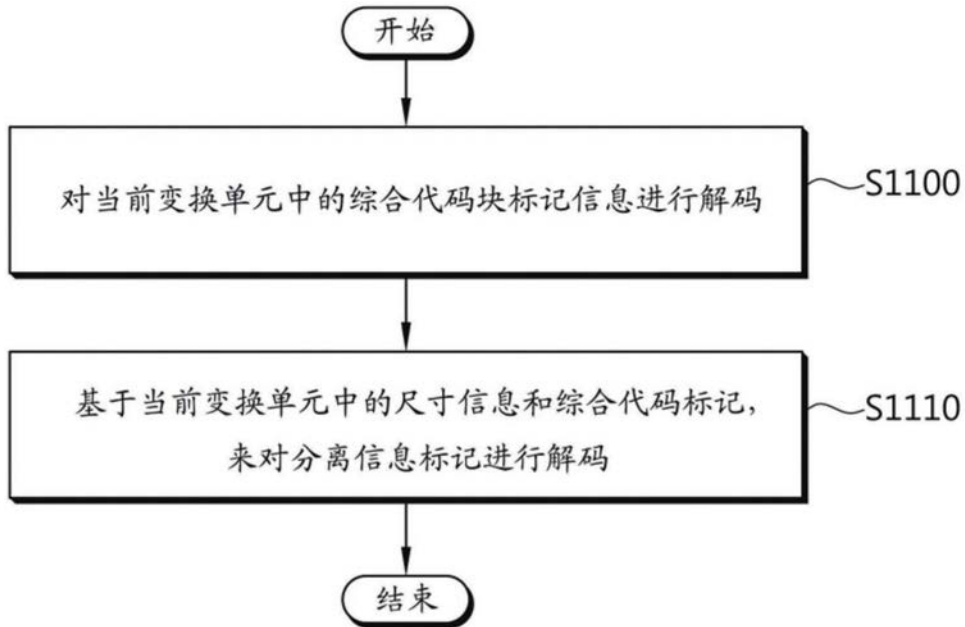 开始
对当前变换单元中的综合代码块标记信息进行解码
S1100
基于当前变换单元中的尺寸信息和综合代码标记，
来对分离信息标记进行解码
S1110
结束